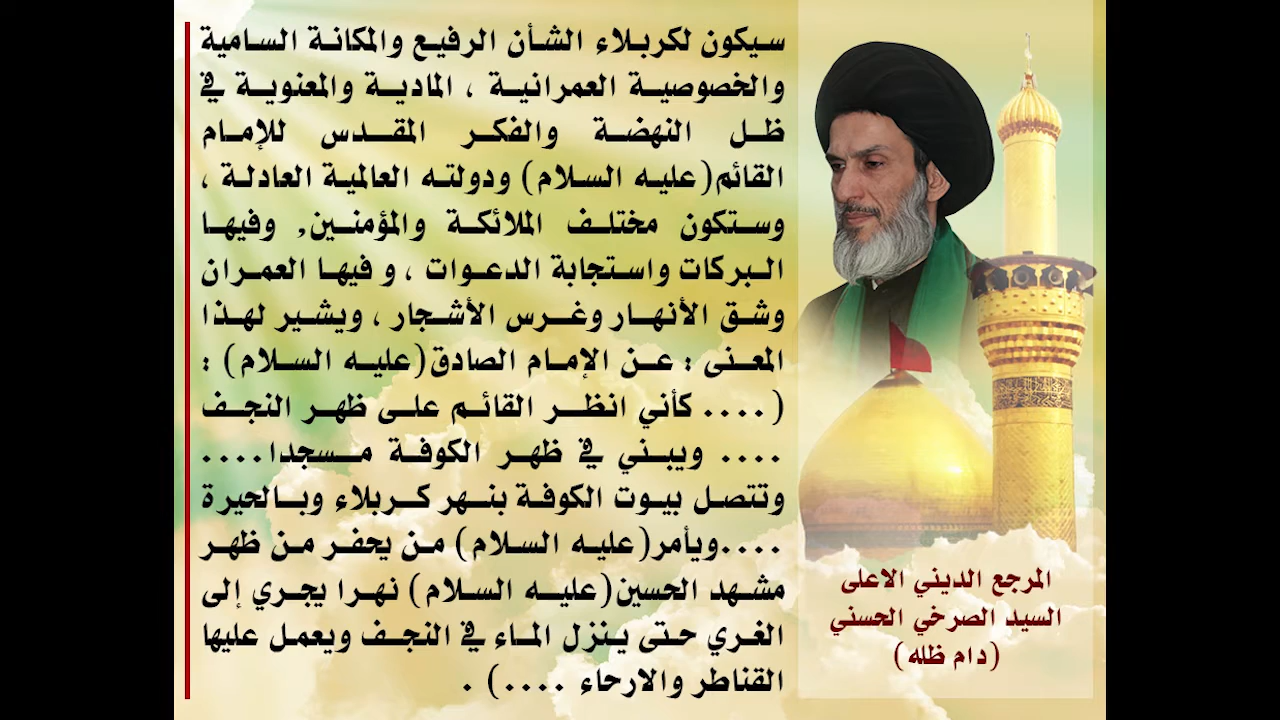 سيكون لكربلاء الشأن الرفيع والمكانة السامية
والخصوصية العمرانية ، المادية والمعنوية في
ظل النهضة والفكر المقدس للإمام
القائم(عليه السلام) ودولته العالمية العادلة ،
وستكون مختلف الملائكة والمؤمنين, وفيها
البركات واستجابة الدعوات ، و فيها العمران
وشق الأنهار وغرس الأشجار ، ويشير لهذا
المعنى : عن الإمام الصادق(عليه السلام) :
(.... كأني انظر القائم على ظهر النجف
.... ويبني في ظهر الكوفة مسجدا....
وتتصل بيوت الكوفة بنهر كربلاء وبالحيرة
....ويأمر(عليه السلام) من يحفر من ظهر
مشهد الحسين(عليه السلام) نهرا يجري إلى
الغري حتى ينزل الماء في النجف ويعمل عليها
القناطر والارحاء ....) .
المرجع الديني الاعلى
السيد الصرخي الحسني
(دام ظله)